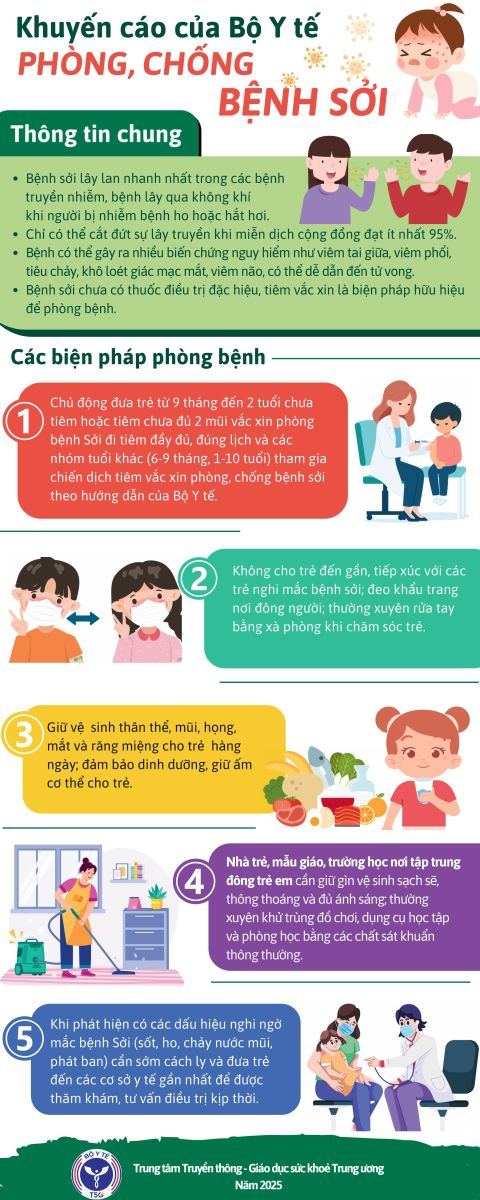 Khuyến cáo của Bộ Y tế
PHÒNG, CHỐNG
BỆNH SỞI
Thông tin chung
• Bệnh sởi lây lan nhanh nhất trong các bệnh
truyền nhiễm, bệnh lây qua không khí
khi người bị nhiễm bệnh ho hoặc hắt hơi.
• Chỉ có thể cắt đứt sự lây truyền khi miễn dịch cộng đồng đạt ít nhất 95%.
• Bệnh có thể gây ra nhiều biến chứng nguy hiểm như viêm tai giữa, viêm phổi,
tiêu chảy, khô loét giác mạc mắt, viêm não, có thể dễ dẫn đến tử vong.
• Bệnh sởi chưa có thuốc điều trị đặc hiệu, tiêm vắc xin là biện pháp hữu hiệu
để phòng bệnh.
Các biện pháp phòng bệnh
1
Chủ động đưa trẻ từ 9 tháng đến 2 tuổi chưa
tiêm hoặc tiêm chưa đủ 2 mũi vắc xin phòng
bệnh Sởi đi tiêm đầy đủ, đúng lịch và các
nhóm tuổi khác (6-9 tháng, 1-10 tuổi) tham gia
chiến dịch tiêm vắc xin phòng, chống bệnh sởi
theo hướng dẫn của Bộ Y tế.
2
Không cho trẻ đến gần, tiếp xúc với các
trẻ nghi mắc bệnh sởi; đeo khẩu trang
nơi đông người; thường xuyên rửa tay
bằng xà phòng khi chăm sóc trẻ.
3
Giữ vệ sinh thân thể, mũi, họng,
mắt và răng miệng cho trẻ hàng
ngày; đảm bảo dinh dưỡng, giữ ấm
cơ thể cho trẻ.
4
Nhà trẻ, mẫu giáo, trường học nơi tập trung
đông trẻ em cần giữ gìn vệ sinh sạch sẽ,
thông thoáng và đủ ánh sáng; thường
xuyên khử trùng đồ chơi, dụng cụ học tập
và phòng học bằng các chất sát khuẩn
thông thường.
5
Khi phát hiện có các dấu hiệu nghi ngờ
mắc bệnh Sởi (sốt, ho, chảy nước mũi,
phát ban) cần sớm cách ly và đưa trẻ
đến các cơ sở y tế gần nhất để được
thăm khám, tư vấn điều trị kịp thời.
BỘ Y TẾ
TSG
Trung tâm Truyền thông - Giáo dục sức khoẻ Trung ương
Năm 2025